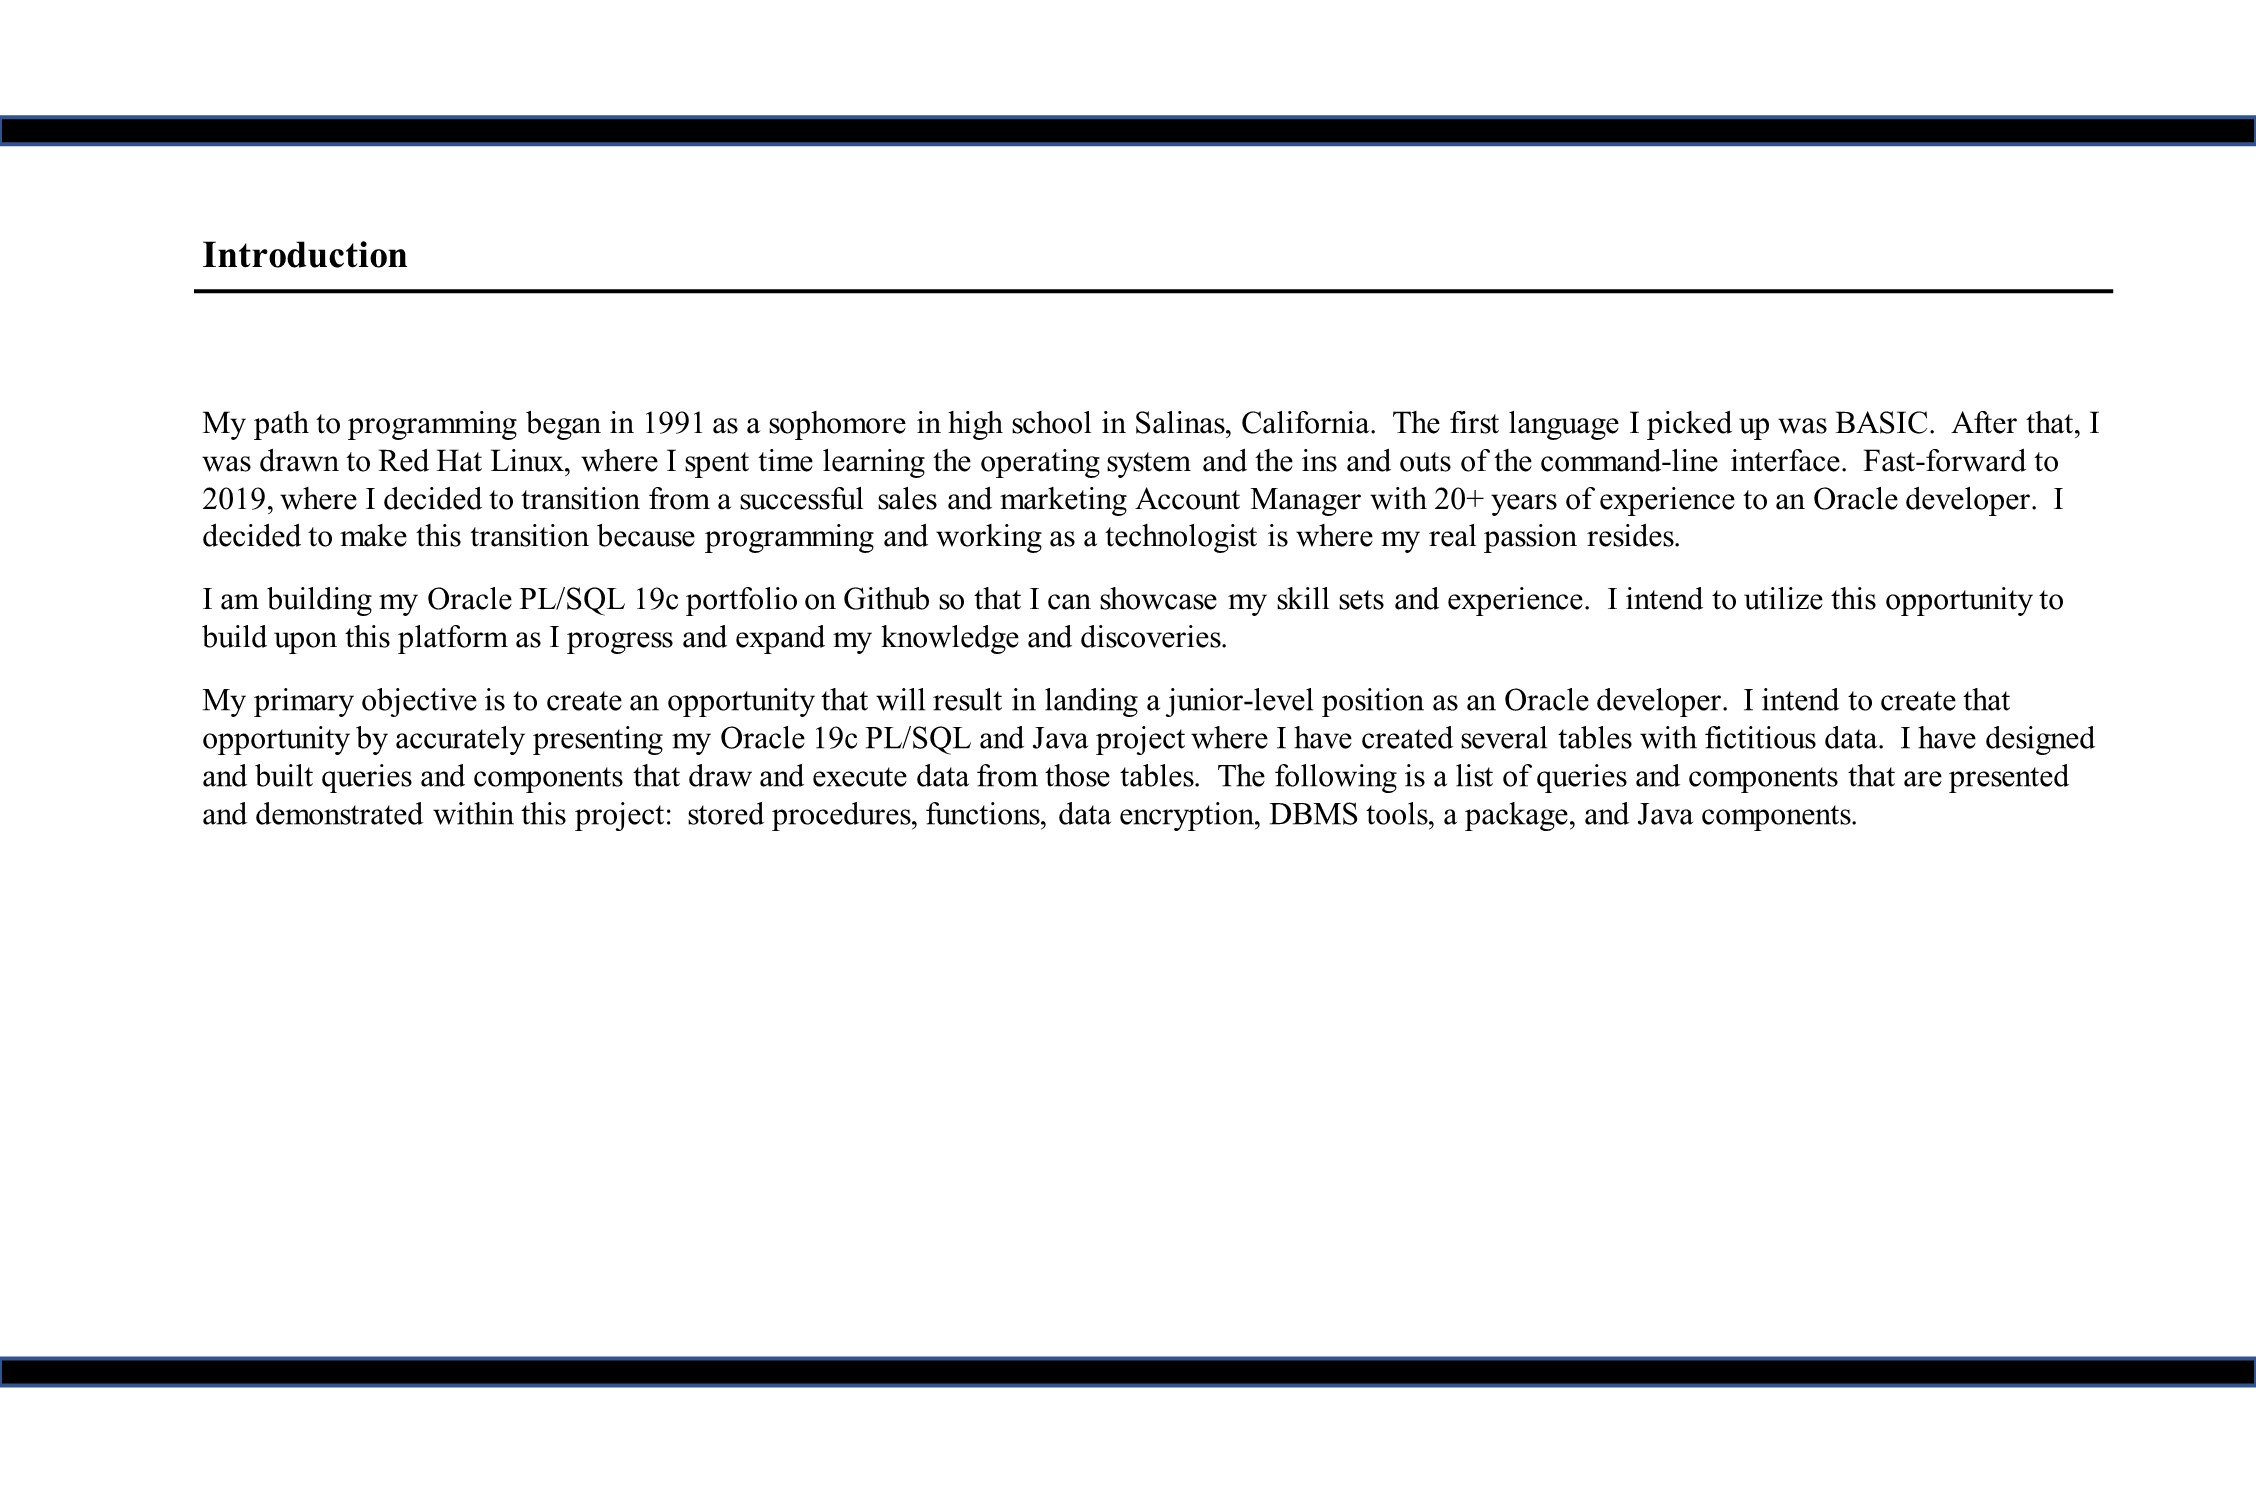 Introduction
My path to programming began in 1991 as a sophomore in high school in Salinas, California.  The first language I picked up was BASIC.  After that, I
was drawn to Red Hat Linux, where I spent time learning the operating system and the ins and outs of the command-line interface.  Fast-forward to
2019, where I decided to transition from a successful sales and marketing Account Manager with 20+ years of experience to an Oracle developer.  I
decided to make this transition because programming and working as a technologist is where my real passion resides.
I am building my Oracle PL/SQL 19c portfolio on Github so that I can showcase my skill sets and experience.  I intend to utilize this opportunity to
build upon this platform as I progress and expand my knowledge and discoveries.
My primary objective is to create an opportunity that will result in landing a junior-level position as an Oracle developer.  I intend to create that
opportunity by accurately presenting my Oracle 19c PL/SQL and Java project where I have created several tables with fictitious data.  I have designed
and built queries and components that draw and execute data from those tables.  The following is a list of queries and components that are presented
and demonstrated within this project:  stored procedures, functions, data encryption, DBMS tools, a package, and Java components.